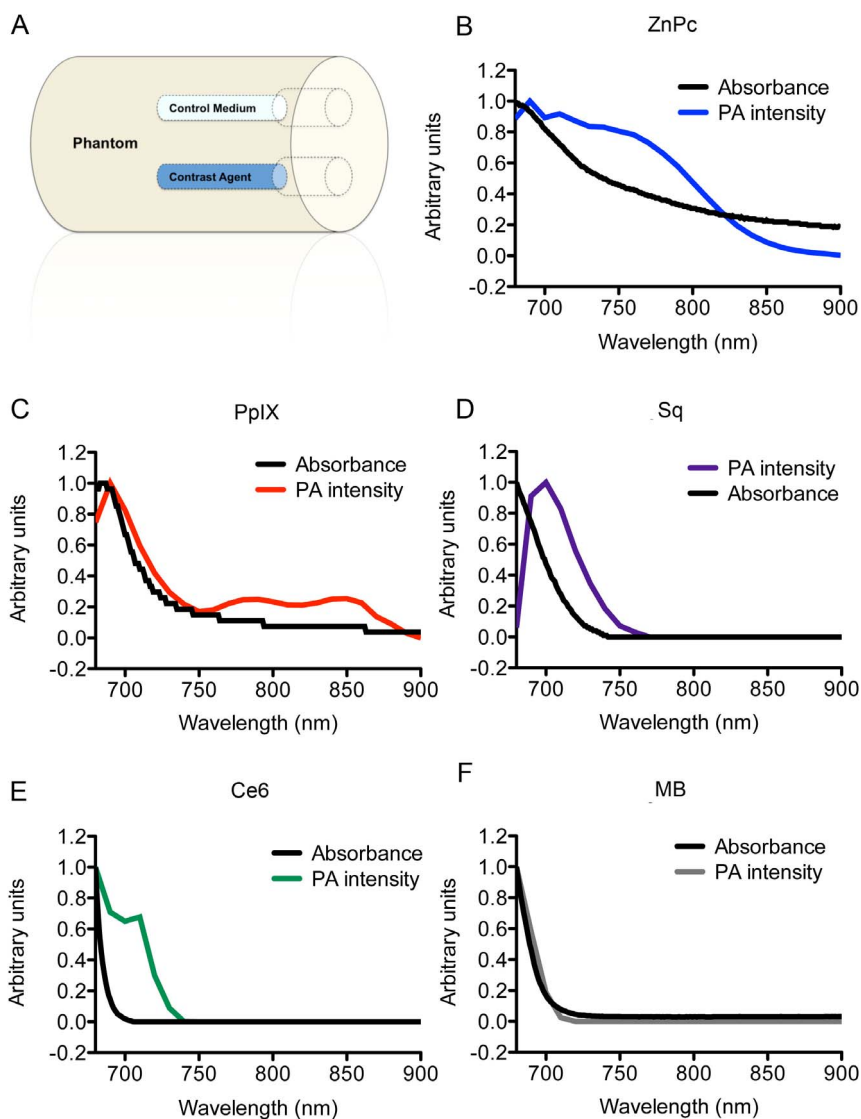 A
Control Medium
Phantom
Contrast Agent
B
ZnPc
Absorbance
PA intensity
Arbitrary units
1.2
1.0
0.8
0.6
0.4
0.2
0.0
-0.2
700 750 800 850 900
Wavelength (nm)
C
PpIX
Absorbance
PA intensity
Arbitrary units
1.2
1.0
0.8
0.6
0.4
0.2
0.0
-0.2
700 750 800 850 900
Wavelength (nm)
D
Sq
PA intensity
Absorbance
Arbitrary units
1.2
1.0
0.8
0.6
0.4
0.2
0.0
-0.2
700 750 800 850 900
Wavelength (nm)
E
Ce6
Absorbance
PA intensity
Arbitrary units
1.2
1.0
0.8
0.6
0.4
0.2
0.0
-0.2
700 750 800 850 900
Wavelength (nm)
F
MB
Absorbance
PA intensity
Arbitrary units
1.2
1.0
0.8
0.6
0.4
0.2
0.0
-0.2
700 750 800 850 900
Wavelength (nm)